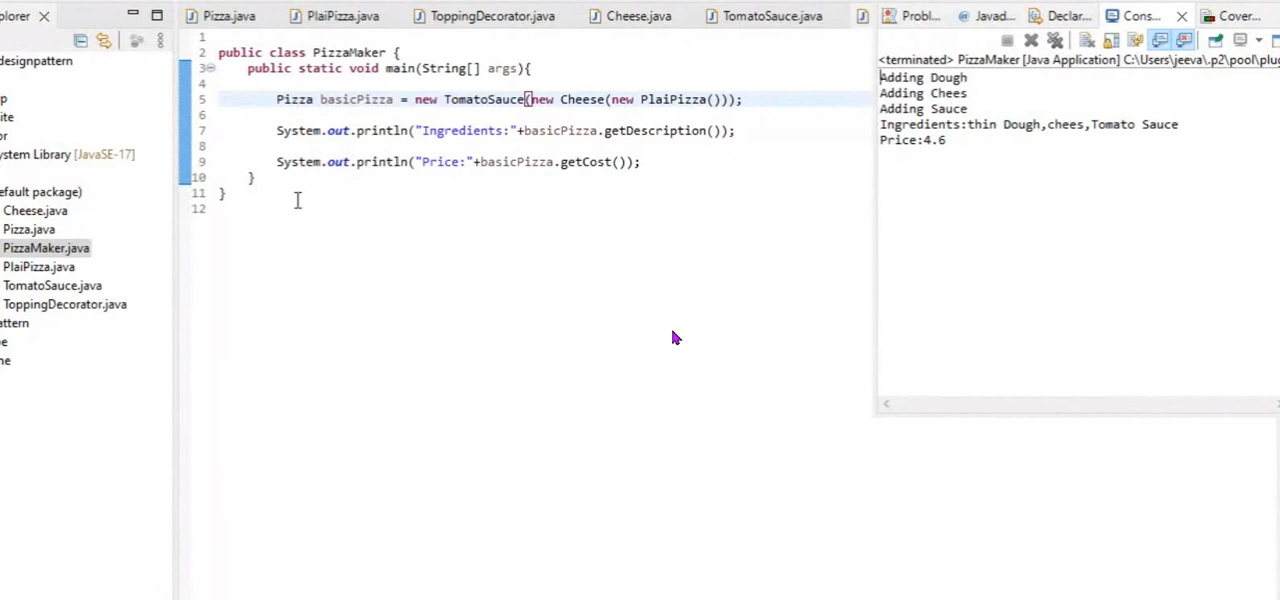 plorer
Pizza.java PlaiPizza.java ToppingDecorator.java Cheese.java TomatoSauce.java
Probl... Javad... Declar... Cons... Cover...
designpattern
p
ite
or
ystem Library [JavaSE-17]
efault package)
Cheese.java
Pizza.java
PizzaMaker.java
PlaiPizza.java
TomatoSauce.java
ToppingDecorator.java
attern
e
ne
1
2 public class PizzaMaker {
3 public static void main(String[] args){
4
5 Pizza basicPizza = new TomatoSauce(new Cheese(new PlaiPizza()));
6
7 System.out.println("Ingredients:"+basicPizza.getDescription());
8
9 System.out.println("Price:"+basicPizza.getCost());
10 }
11 }
12
<terminated> PizzaMaker [Java Application] C:\Users\jeeva\.p2\pool\plug
Adding Dough
Adding Chees
Adding Sauce
Ingredients:thin Dough,chees,Tomato Sauce
Price:4.6